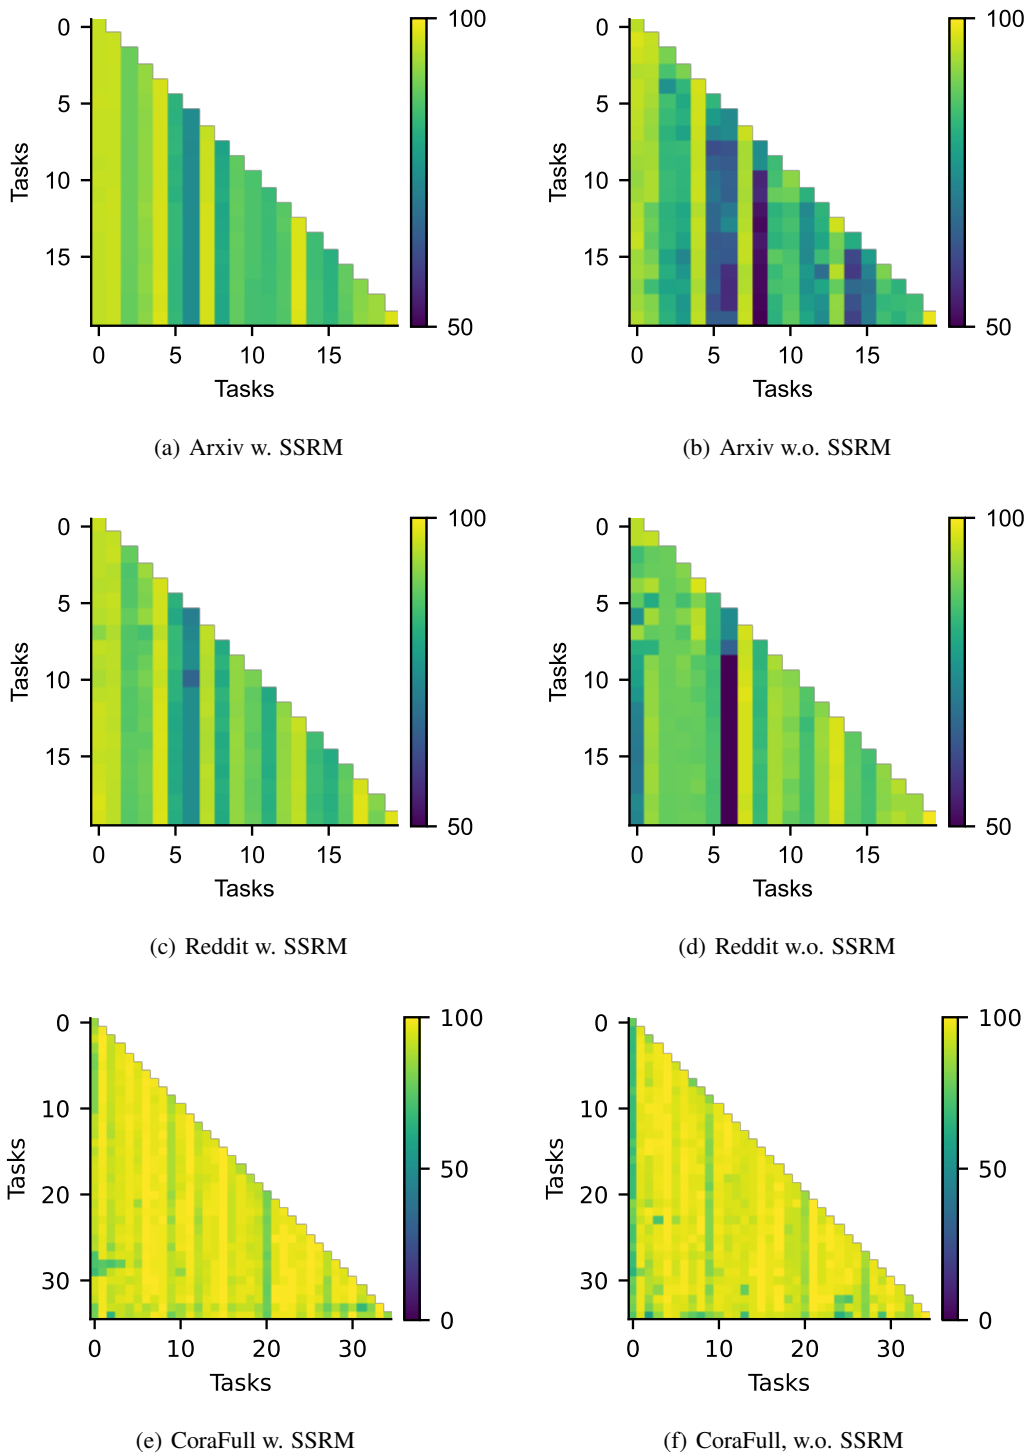 0
5
10
15
Tasks
0 5 10 15
Tasks
100
50
(a) Arxiv w. SSRM
0
5
10
15
Tasks
0 5 10 15
Tasks
100
50
(b) Arxiv w.o. SSRM
0
5
10
15
Tasks
0 5 10 15
Tasks
100
50
(c) Reddit w. SSRM
0
5
10
15
Tasks
0 5 10 15
Tasks
100
50
(d) Reddit w.o. SSRM
0
10
20
30
Tasks
0 10 20 30
Tasks
100
50
0
(e) CoraFull w. SSRM
0
10
20
30
Tasks
0 10 20 30
Tasks
100
50
0
(f) CoraFull, w.o. SSRM